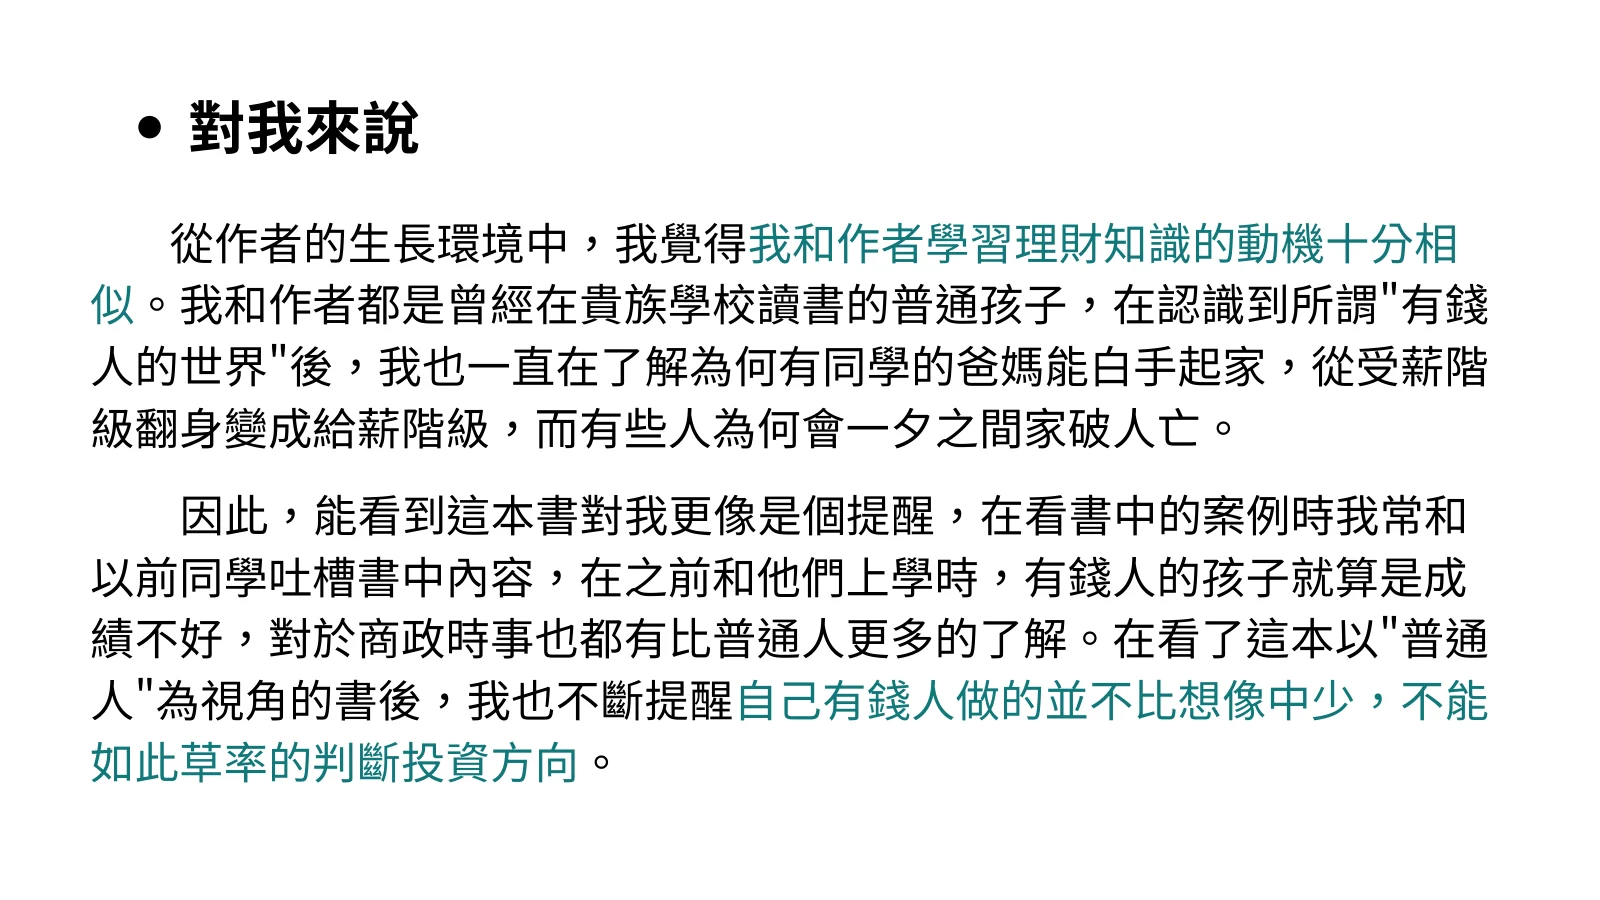 • 對我來說
從作者的生長環境中，我覺得我和作者學習理財知識的動機十分相
似。我和作者都是曾經在貴族學校讀書的普通孩子，在認識到所謂"有錢
人的世界"後，我也一直在了解為何有同學的爸媽能白手起家，從受薪階
級翻身變成給薪階級，而有些人為何會一夕之間家破人亡。
因此，能看到這本書對我更像是個提醒，在看書中的案例時我常和
以前同學吐槽書中內容，在之前和他們上學時，有錢人的孩子就算是成
績不好，對於商政時事也都有比普通人更多的了解。在看了這本以"普通
人"為視角的書後，我也不斷提醒自己有錢人做的並不比想像中少，不能
如此草率的判斷投資方向。